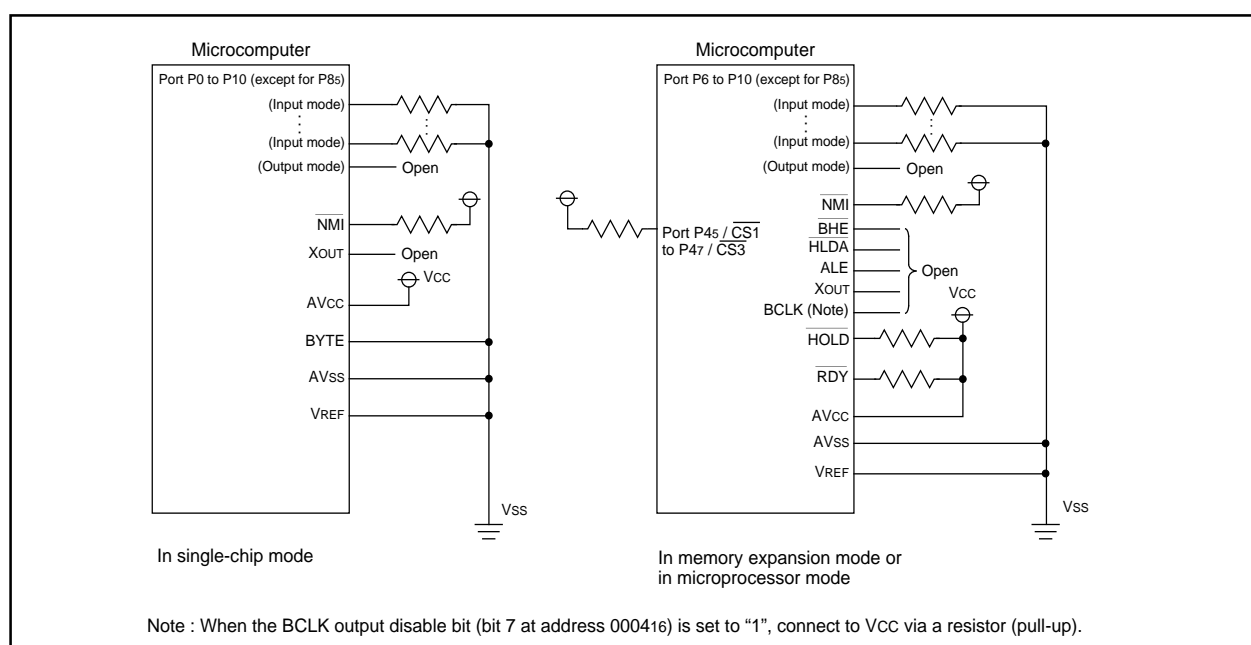 Microcomputer
Port P0 to P10 (except for P85)
(Input mode)
(Input mode)
(Output mode)
Open
NMI
XOUT
Open
VCC
AVCC
BYTE
AVSS
VREF
VSS
In single-chip mode
Microcomputer
Port P6 to P10 (except for P85)
(Input mode)
(Input mode)
(Output mode)
Open
NMI
Port P45 / CS1
to P47 / CS3
BHE
HLDA
ALE
XOUT
BCLK (Note)
Open
VCC
HOLD
RDY
AVCC
AVSS
VREF
VSS
In memory expansion mode or
in microprocessor mode
Note : When the BCLK output disable bit (bit 7 at address 000416) is set to “1”, connect to VCC via a resistor (pull-up).